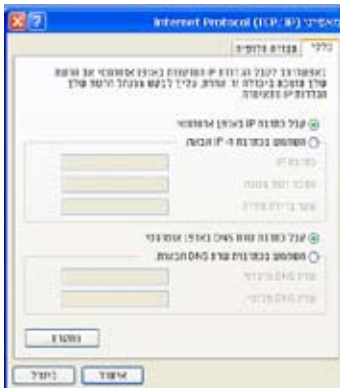 מאפייני Internet Protocol (TCP/IP)
כללי תצורה חלופית
באפשרותך לקבל הגדרות IP המוקצות באופן אוטומטי אם הרשת
שלך תומכת ביכולת זו. אחרת, עליך לבקש ממנהל הרשת שלך
הגדרות IP מתאימות.
קבל כתובת IP באופן אוטומטי
השתמש בכתובת ה- IP הבאה:
כתובת IP
מסכת רשת משנה
שער ברירת מחדל
קבל כתובת שרת DNS באופן אוטומטי
השתמש בכתובות שרת DNS הבאות:
שרת DNS מועדף
שרת DNS חלופי
מתקדם...
אישור ביטול